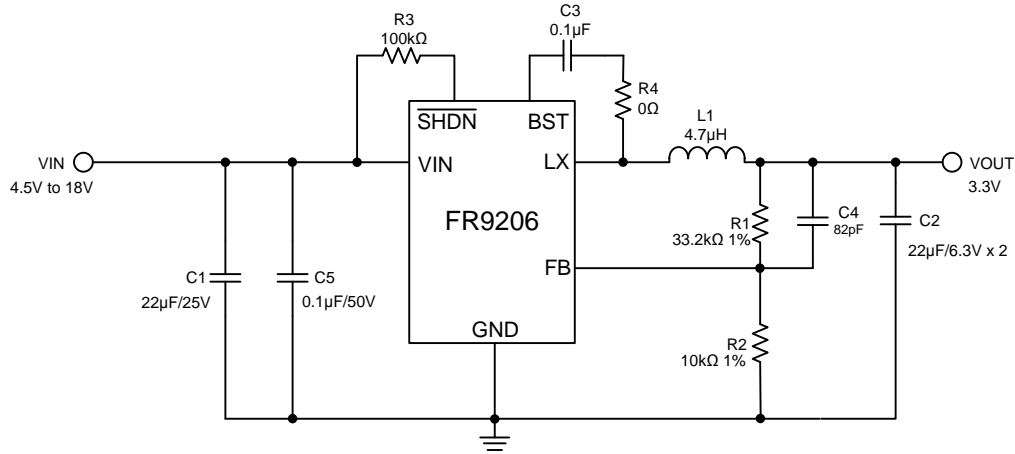 R3
100kΩ
C3
0.1μF
R4
0Ω
SHDN
BST
L1
4.7μH
VIN
4.5V to 18V
VIN
LX
VOUT
3.3V
FR9206
R1
33.2kΩ 1%
C4
82pF
C2
22μF/6.3V x 2
FB
C1
22μF/25V
C5
0.1μF/50V
GND
R2
10kΩ 1%